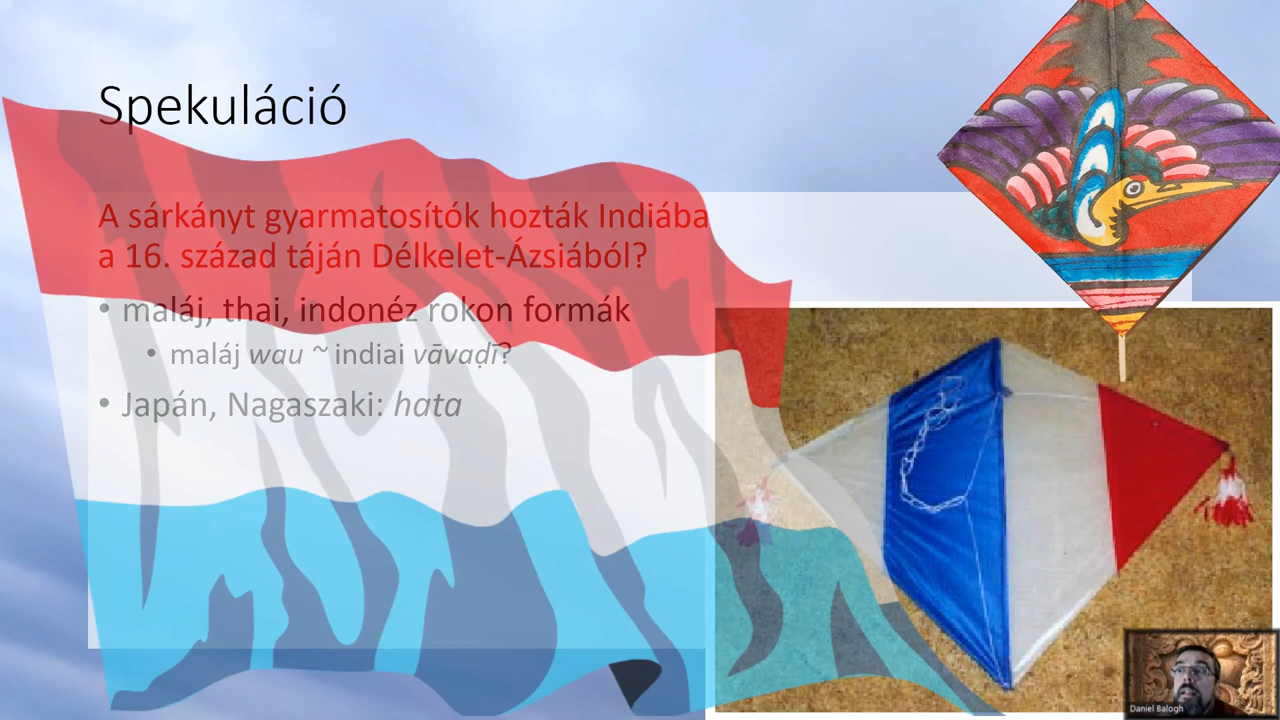 Spekuláció
A sárkányt gyarmatosítók hozták Indiába
a 16. század táján Délkelet-Ázsiából?
• maláj, thai, indonéz rokon formák
• maláj wau ~ indiai vāvaḍī?
• Japán, Nagaszaki: hata
Daniel Balogh